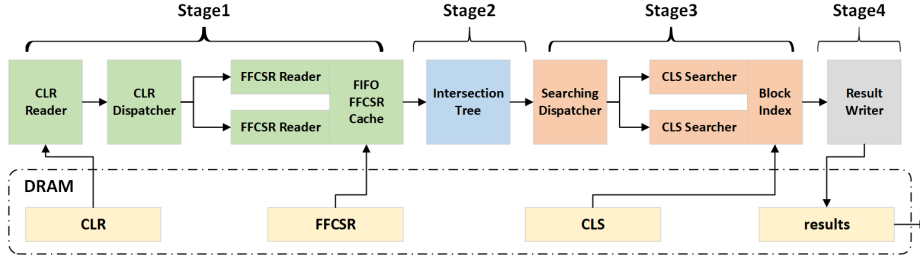 Stage1
Stage2
Stage3
Stage4
CLR
Reader
CLR
Dispatcher
FFCSR Reader
FFCSR Reader
FIFO
FFCSR
Cache
Intersection
Tree
Searching
Dispatcher
CLS Searcher
CLS Searcher
Block
Index
Result
Writer
DRAM
CLR
FFCSR
CLS
results